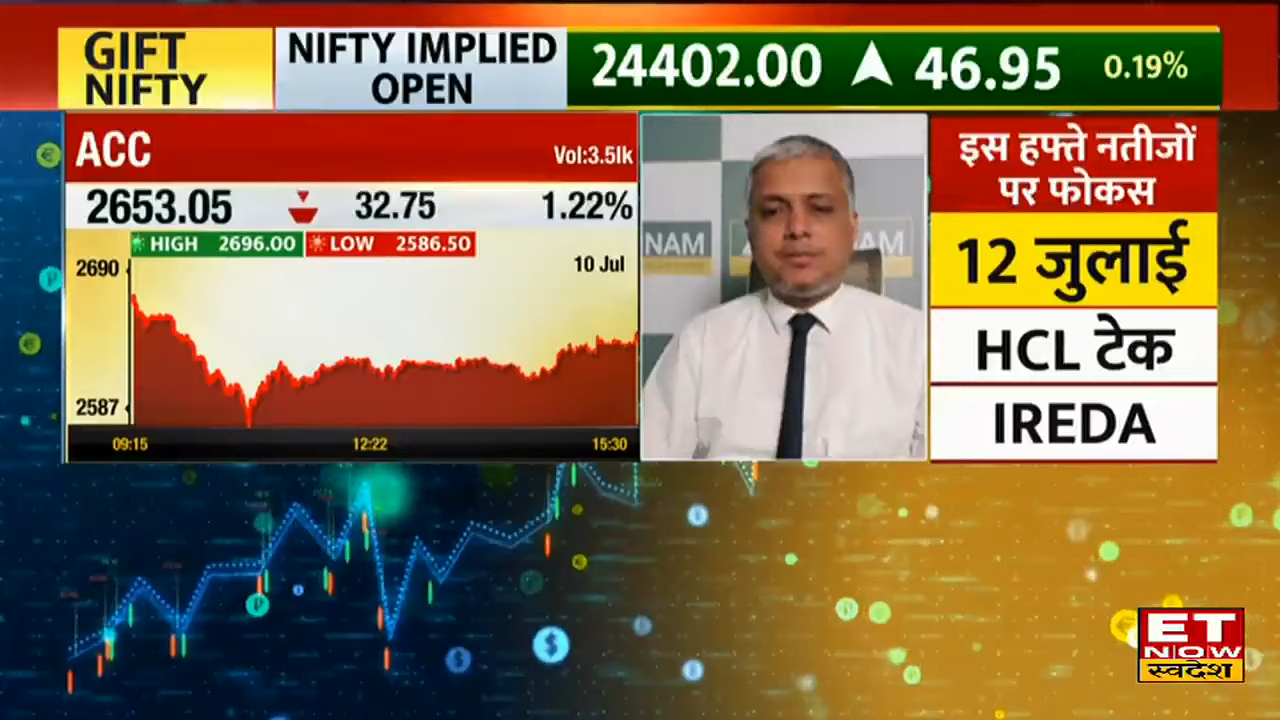 GIFT
NIFTY
NIFTY IMPLIED
OPEN
24402.00 46.95 0.19%
ACC
Vol:3.5lk
2653.05 32.75 1.22%
HIGH 2696.00 LOW 2586.50
10 Jul
2690
2587
09:15 12:22 15:30
NAM
AM
इस हफ्ते नतीजों
पर फोकस
12 जुलाई
HCL टेक
IREDA
ET
NOW
स्वदेश